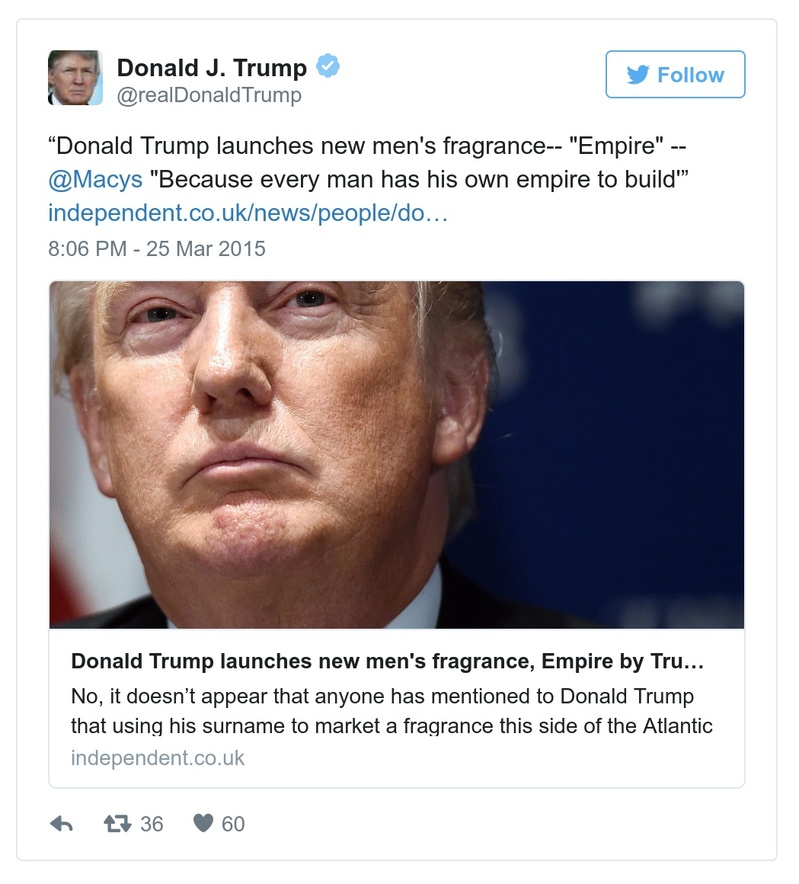 Donald J. Trump
@realDonaldTrump
Follow
“Donald Trump launches new men's fragrance-- "Empire" --
@Macys "Because every man has his own empire to build'”
independent.co.uk/news/people/do…
8:06 PM - 25 Mar 2015
Donald Trump launches new men's fragrance, Empire by Tru…
No, it doesn’t appear that anyone has mentioned to Donald Trump
that using his surname to market a fragrance this side of the Atlantic
independent.co.uk
36
60